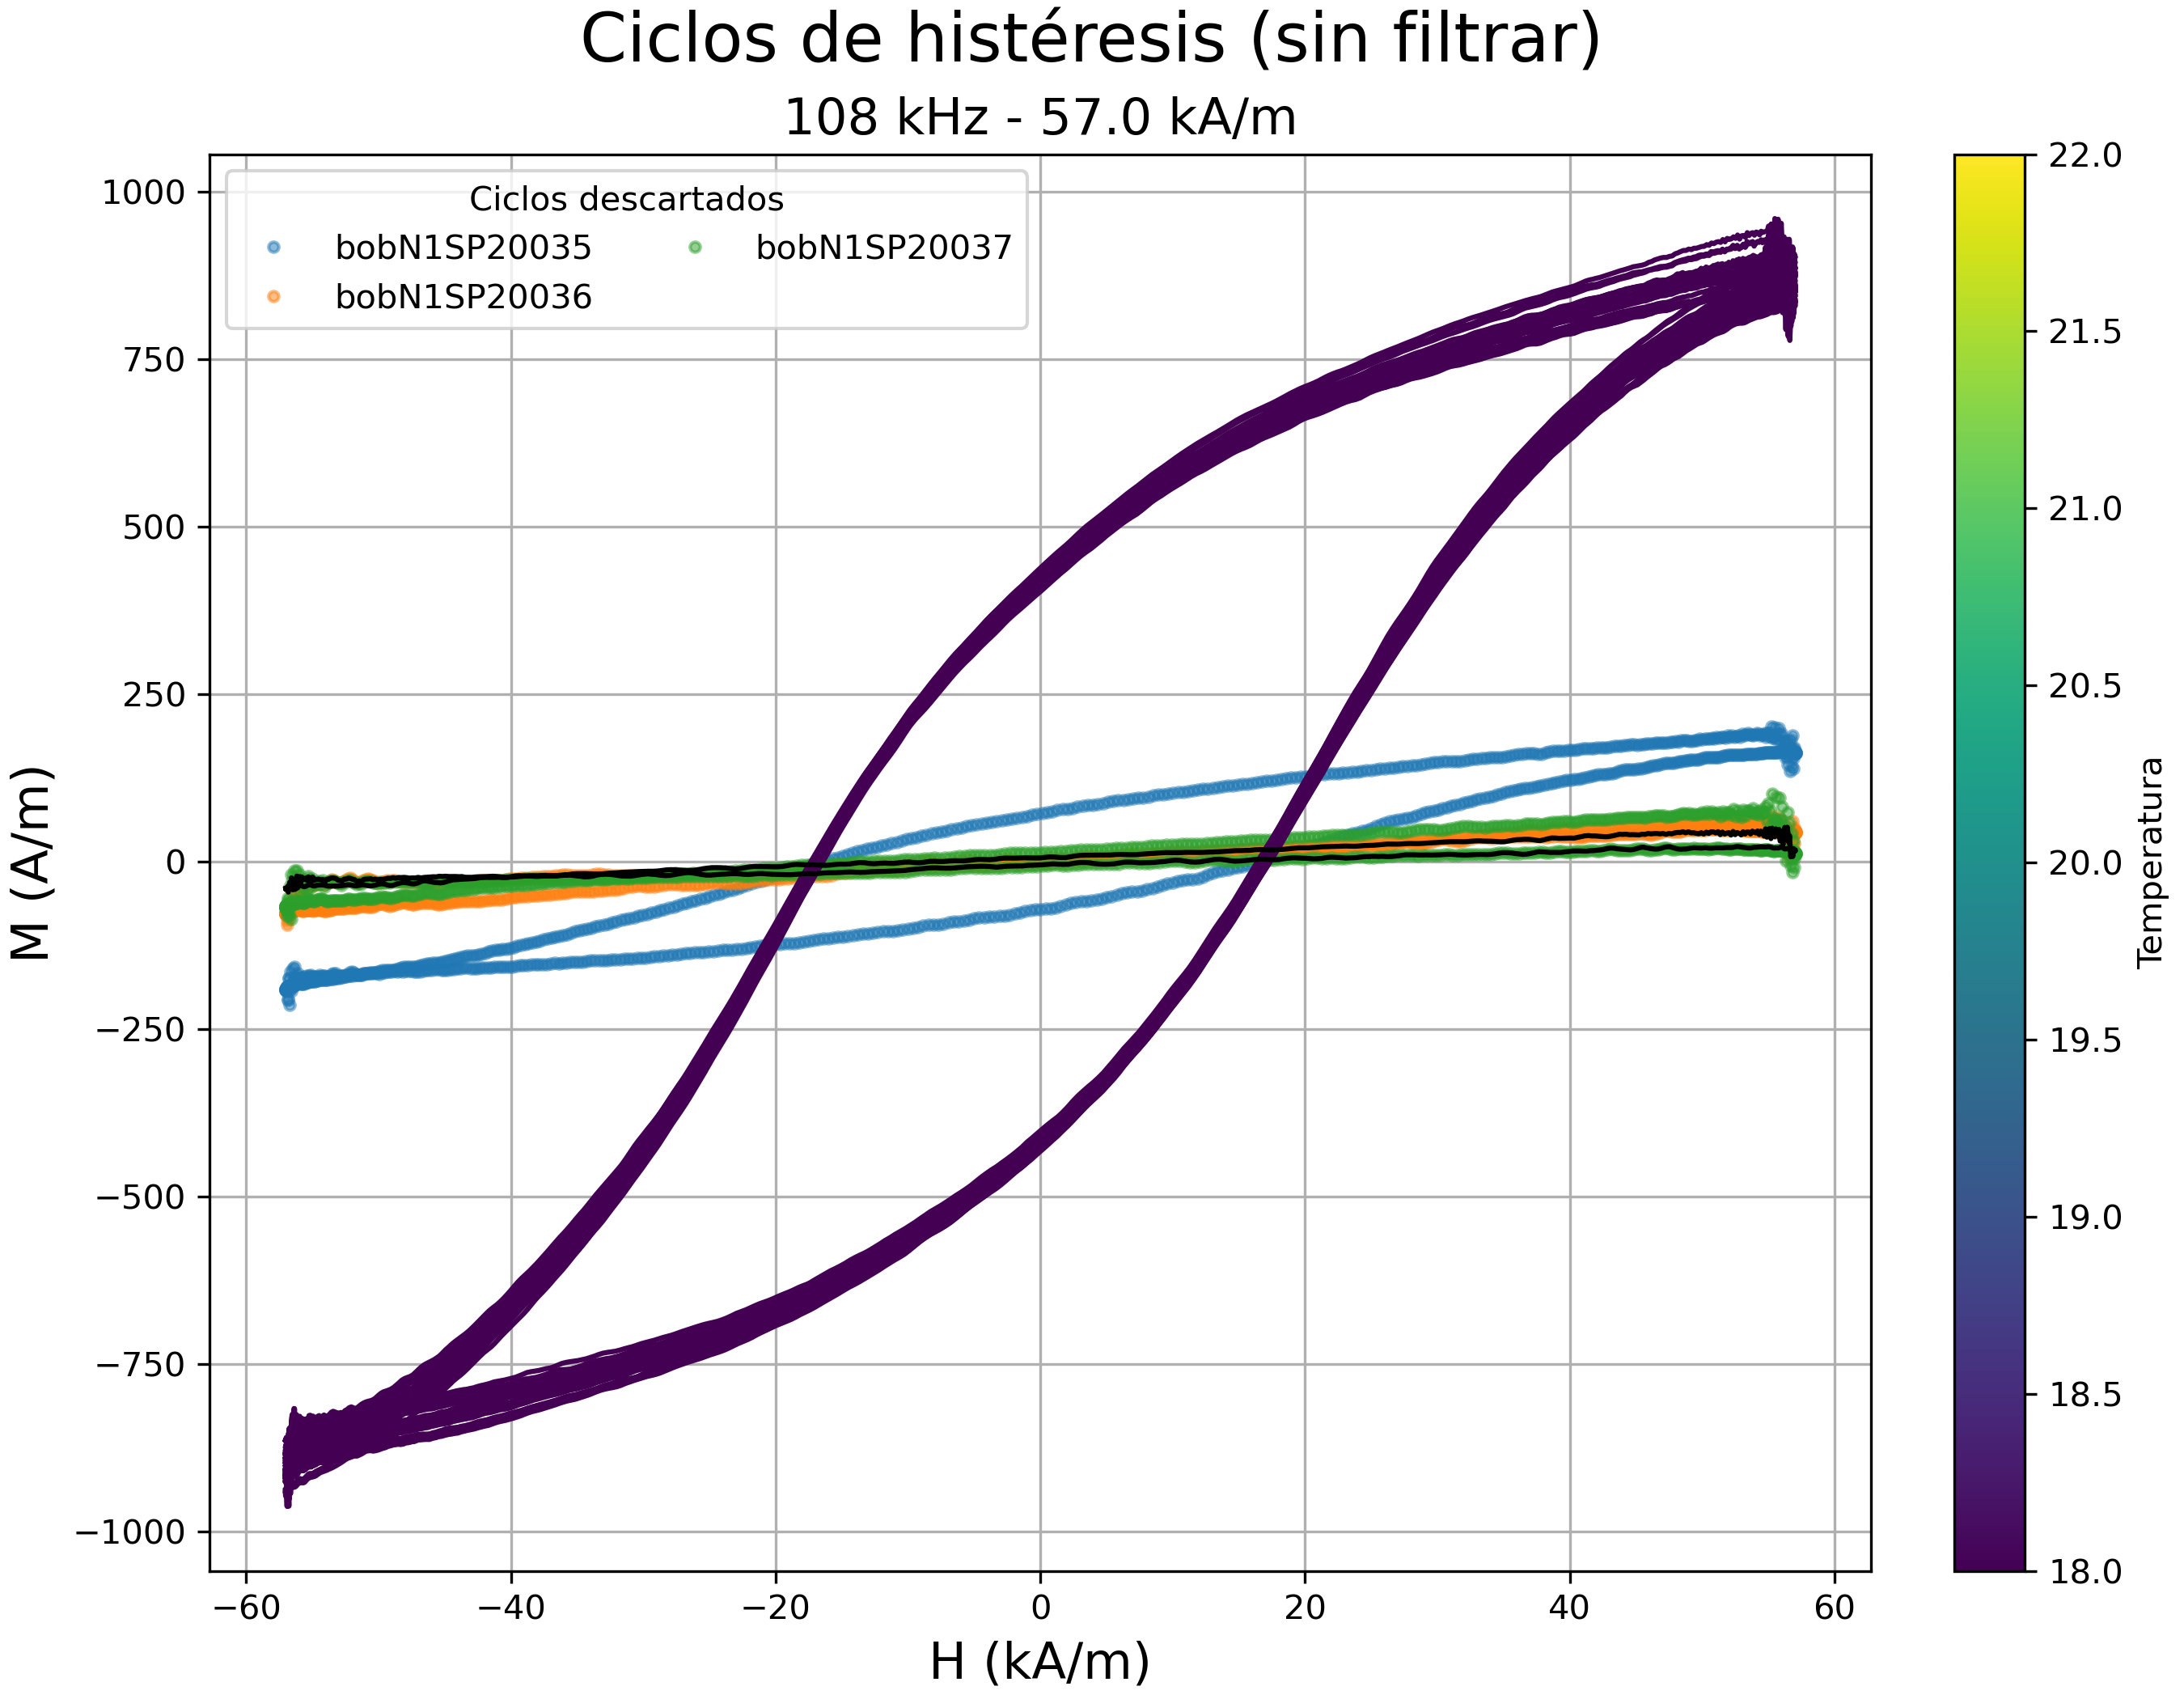 Ciclos de histéresis (sin filtrar)
108 kHz - 57.0 kA/m
Ciclos descartados
bobN1SP20035
bobN1SP20036
bobN1SP20037
1000
750
500
250
0
−250
−500
−750
−1000
M (A/m)
−60
−40
−20
0
20
40
60
H (kA/m)
22.0
21.5
21.0
20.5
20.0
19.5
19.0
18.5
18.0
Temperatura